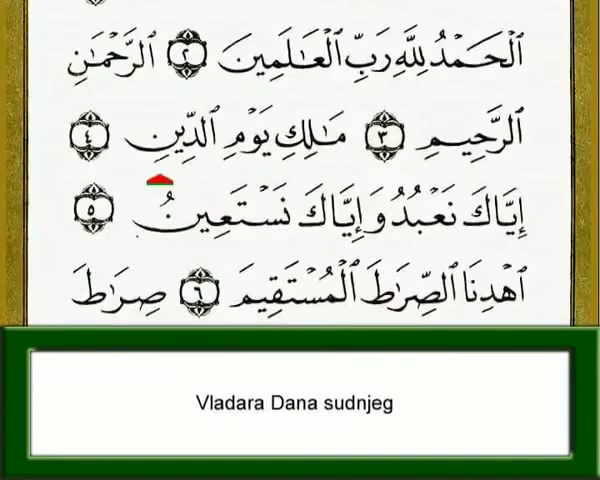 ٱلْحَمْدُ لِلَّهِ رَبِّ ٱلْعَـٰلَمِينَ ٢ ٱلرَّحْمَـٰنِ
ٱلرَّحِيمِ ٣ مَـٰلِكِ يَوْمِ ٱلدِّينِ ٤
إِيَّاكَ نَعْبُدُ وَإِيَّاكَ نَسْتَعِينُ ٥
ٱهْدِنَا ٱلصِّرَٰطَ ٱلْمُسْتَقِيمَ ٦ صِرَٰطَ
Vladara Dana sudnjeg